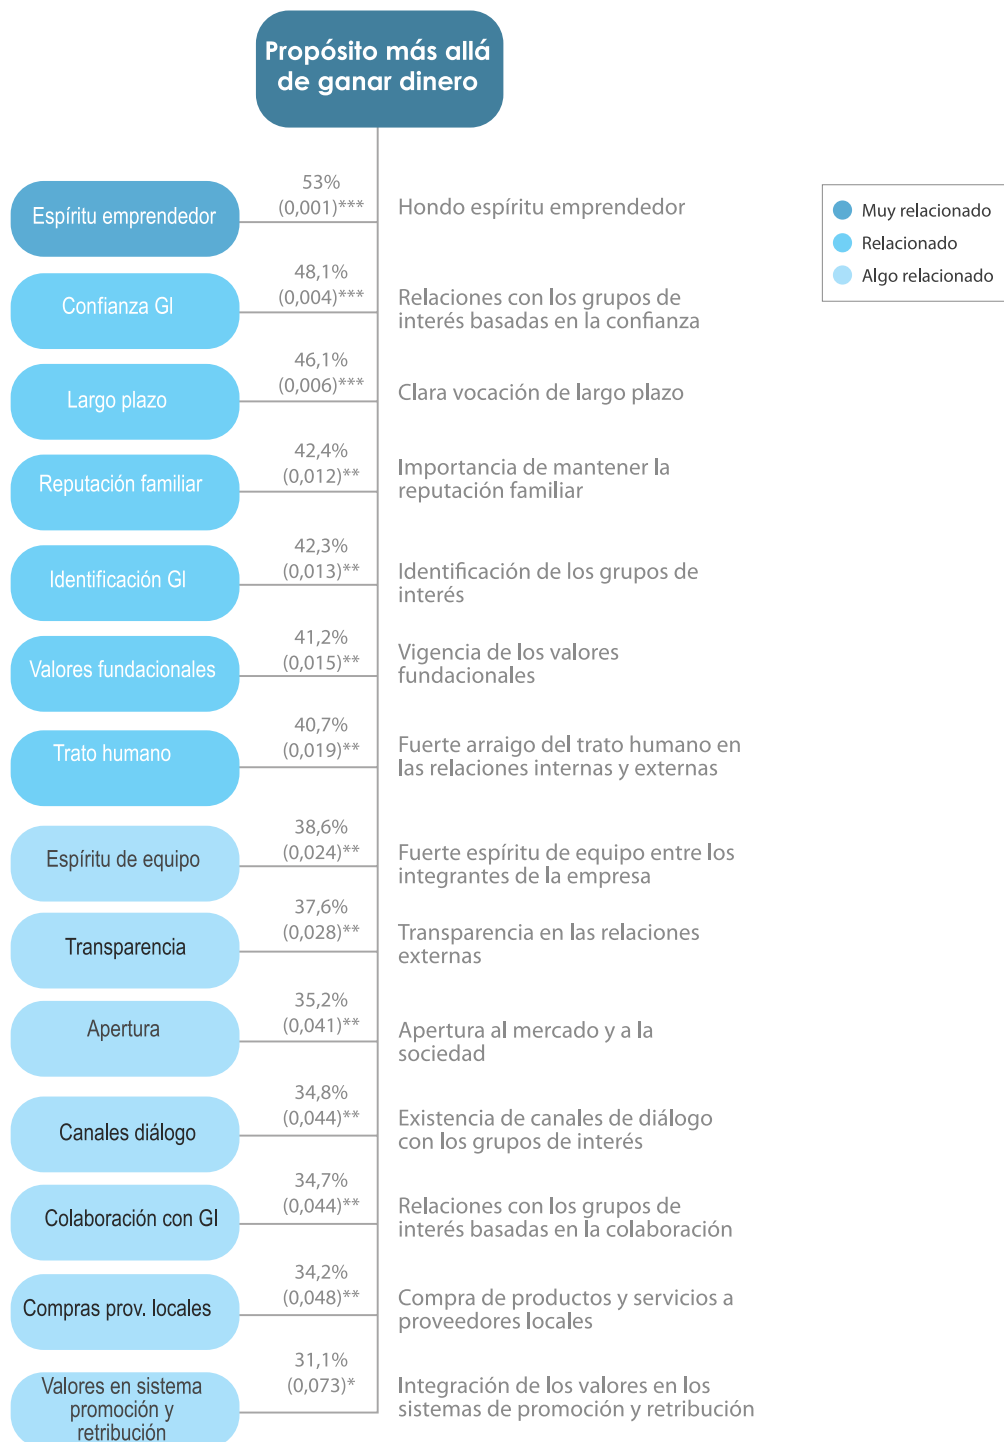 Propósito más allá
de ganar dinero
Espíritu emprendedor
53%
(0,001)***
Hondo espíritu emprendedor
Muy relacionado
Relacionado
Algo relacionado
Confianza GI
48,1%
(0,004)***
Relaciones con los grupos de
interés basadas en la confianza
Largo plazo
46,1%
(0,006)***
Clara vocación de largo plazo
Reputación familiar
42,4%
(0,012)**
Importancia de mantener la
reputación familiar
Identificación GI
42,3%
(0,013)**
Identificación de los grupos de
interés
Valores fundacionales
41,2%
(0,015)**
Vigencia de los valores
fundacionales
Trato humano
40,7%
(0,019)**
Fuerte arraigo del trato humano en
las relaciones internas y externas
Espíritu de equipo
38,6%
(0,024)**
Fuerte espíritu de equipo entre los
integrantes de la empresa
Transparencia
37,6%
(0,028)**
Transparencia en las relaciones
externas
Apertura
35,2%
(0,041)**
Apertura al mercado y a la
sociedad
Canales diálogo
34,8%
(0,044)**
Existencia de canales de diálogo
con los grupos de interés
Colaboración con GI
34,7%
(0,044)**
Relaciones con los grupos de
interés basadas en la colaboración
Compras prov. locales
34,2%
(0,048)**
Compra de productos y servicios a
proveedores locales
Valores en sistema
promoción y
retribución
31,1%
(0,073)*
Integración de los valores en los
sistemas de promoción y retribución